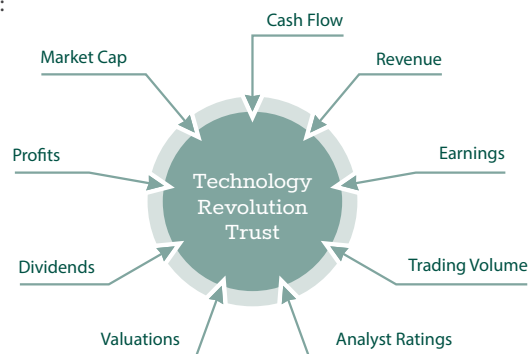 :
Cash Flow
Market Cap
Revenue
Profits
Earnings
Technology
Revolution
Trust
Dividends
Trading Volume
Valuations
Analyst Ratings